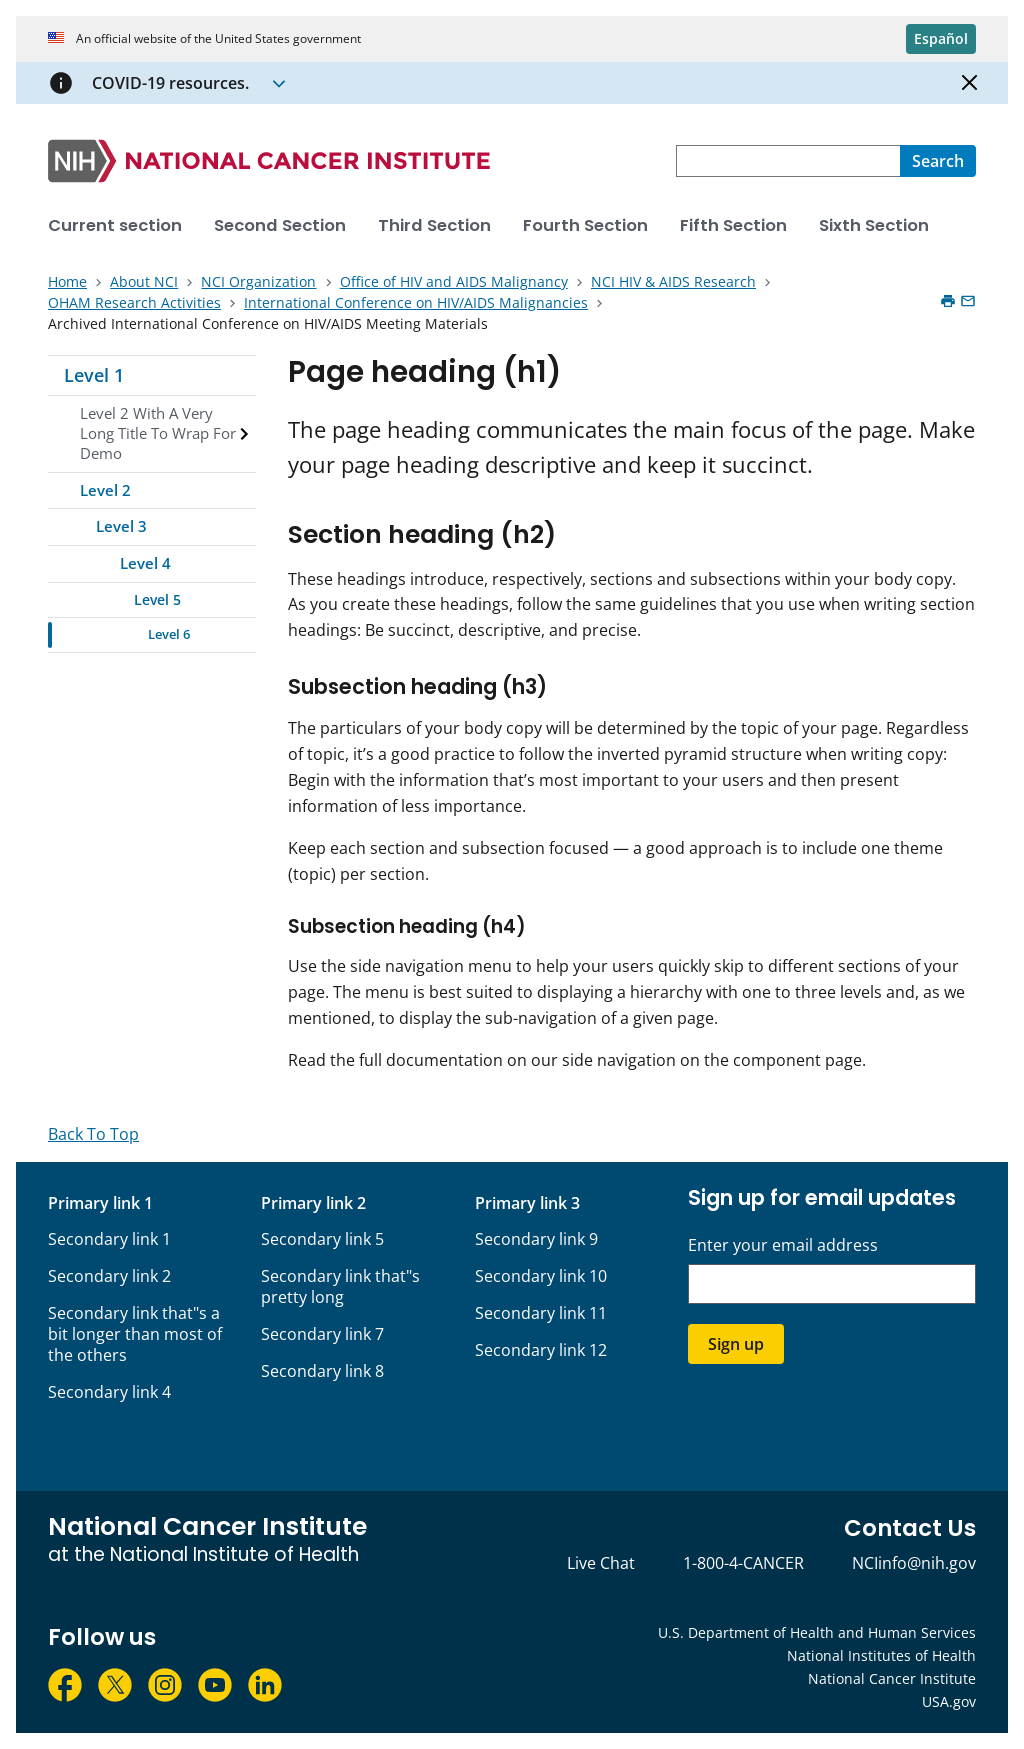 An official website of the United States government
Español
COVID-19 resources.
NIH NATIONAL CANCER INSTITUTE
Search
Current section Second Section Third Section Fourth Section Fifth Section Sixth Section
Home About NCI NCI Organization Office of HIV and AIDS Malignancy NCI HIV & AIDS Research
OHAM Research Activities International Conference on HIV/AIDS Malignancies
Archived International Conference on HIV/AIDS Meeting Materials
Level 1
Level 2 With A Very
Long Title To Wrap For
Demo
Level 2
Level 3
Level 4
Level 5
Level 6
Page heading (h1)
The page heading communicates the main focus of the page. Make
your page heading descriptive and keep it succinct.
Section heading (h2)
These headings introduce, respectively, sections and subsections within your body copy.
As you create these headings, follow the same guidelines that you use when writing section
headings: Be succinct, descriptive, and precise.
Subsection heading (h3)
The particulars of your body copy will be determined by the topic of your page. Regardless
of topic, it’s a good practice to follow the inverted pyramid structure when writing copy:
Begin with the information that’s most important to your users and then present
information of less importance.
Keep each section and subsection focused — a good approach is to include one theme
(topic) per section.
Subsection heading (h4)
Use the side navigation menu to help your users quickly skip to different sections of your
page. The menu is best suited to displaying a hierarchy with one to three levels and, as we
mentioned, to display the sub-navigation of a given page.
Read the full documentation on our side navigation on the component page.
Back To Top
Primary link 1
Secondary link 1
Secondary link 2
Secondary link that"s a
bit longer than most of
the others
Secondary link 4
Primary link 2
Secondary link 5
Secondary link that"s
pretty long
Secondary link 7
Secondary link 8
Primary link 3
Secondary link 9
Secondary link 10
Secondary link 11
Secondary link 12
Sign up for email updates
Enter your email address
Sign up
National Cancer Institute
at the National Institute of Health
Contact Us
Live Chat 1-800-4-CANCER NCIinfo@nih.gov
Follow us
U.S. Department of Health and Human Services
National Institutes of Health
National Cancer Institute
USA.gov